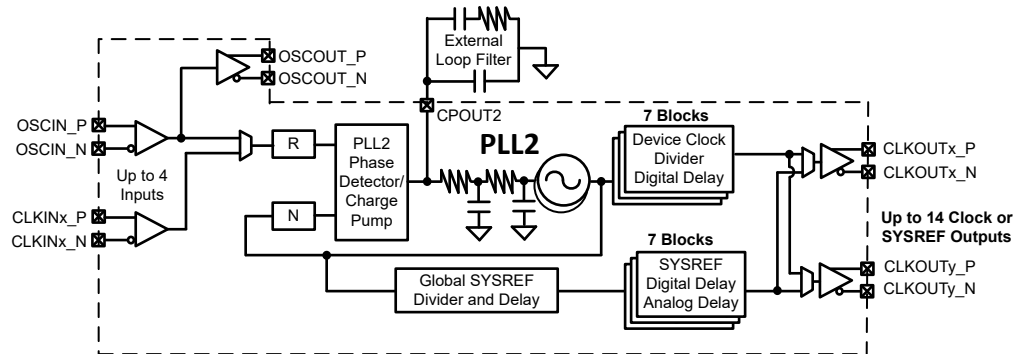 External
Loop Filter
OSCOUT_P
OSCOUT_N
CPOUT2
OSCIN_P
OSCIN_N
Up to 4
Inputs
CLKINx_P
CLKINx_N
R
N
PLL2
Phase
Detector/
Charge
Pump
PLL2
7 Blocks
Device Clock
Divider
Digital Delay
CLKOUTx_P
CLKOUTx_N
Up to 14 Clock or
SYSREF Outputs
7 Blocks
SYSREF
Digital Delay
Analog Delay
Global SYSREF
Divider and Delay
CLKOUTy_P
CLKOUTy_N